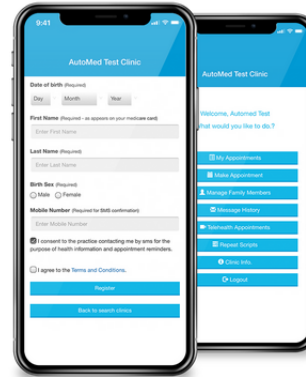 9:41
AutoMed Test Clinic
Date of birth (Required)
Day Month Year
First Name (Required - as appears on your medicare card)
Enter First Name
Last Name (Required)
Enter Last Name
Birth Sex (Required)
Male Female
Mobile Number (Required for SMS confirmation)
Enter Mobile Number
I consent to the practice contacting me by sms for the
purpose of health information and appointment reminders.
I agree to the Terms and Conditions.
Register
Back to search clinics
AutoMed Test Clinic
Welcome, Automed Test
hat would you like to do.?
My Appointments
Make Appointment
Manage Family Members
Message History
Telehealth Appointments
Repeat Scripts
Clinic Info.
Logout